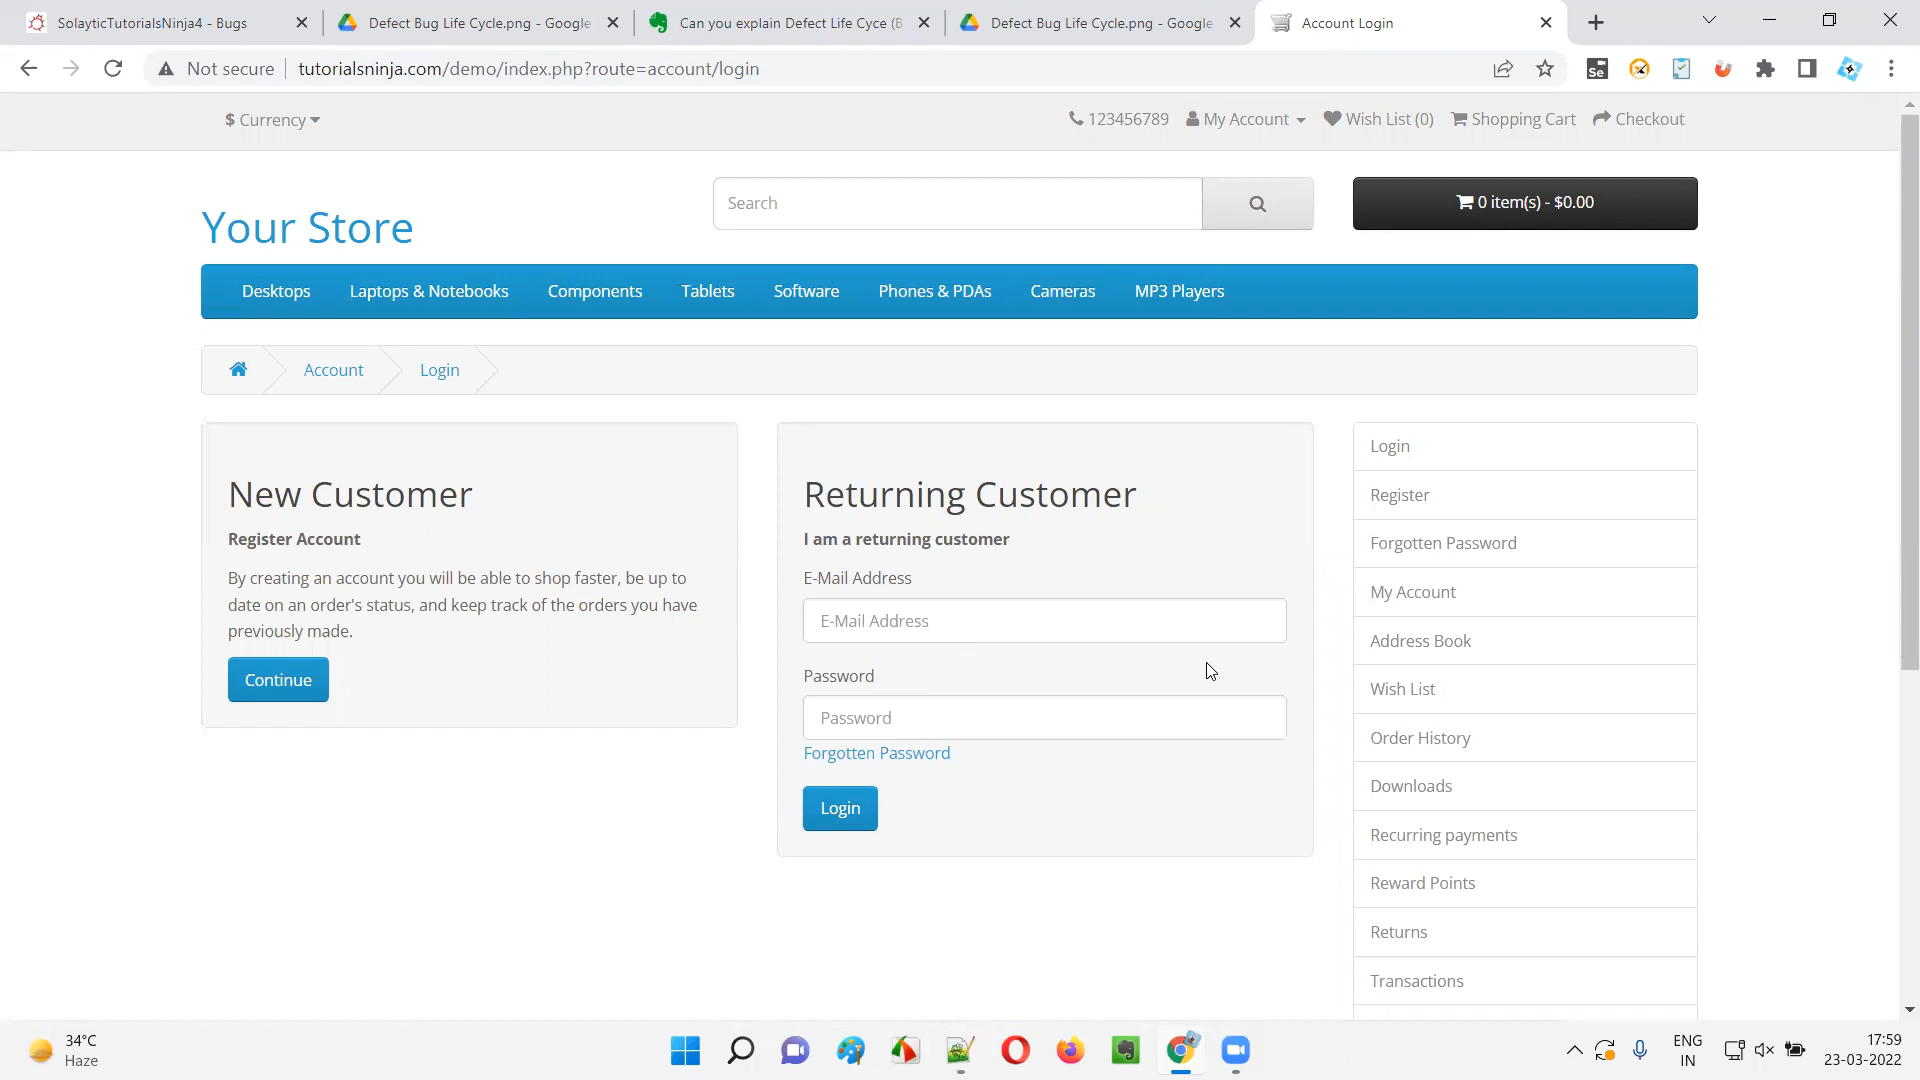 SolayticTutorialsNinja4 - Bugs
Defect Bug Life Cycle.png - Google
Can you explain Defect Life Cyce (B
Defect Bug Life Cycle.png - Google
Account Login
Not secure
tutorialsninja.com/demo/index.php?route=account/login
$ Currency
123456789
My Account
Wish List (0)
Shopping Cart
Checkout
Your Store
Search
0 item(s) - $0.00
Desktops
Laptops & Notebooks
Components
Tablets
Software
Phones & PDAs
Cameras
MP3 Players
Account
Login
New Customer
Register Account
By creating an account you will be able to shop faster, be up to
date on an order's status, and keep track of the orders you have
previously made.
Continue
Returning Customer
I am a returning customer
E-Mail Address
E-Mail Address
Password
Password
Forgotten Password
Login
Login
Register
Forgotten Password
My Account
Address Book
Wish List
Order History
Downloads
Recurring payments
Reward Points
Returns
Transactions
34°C
Haze
ENG
IN
17:59
23-03-2022